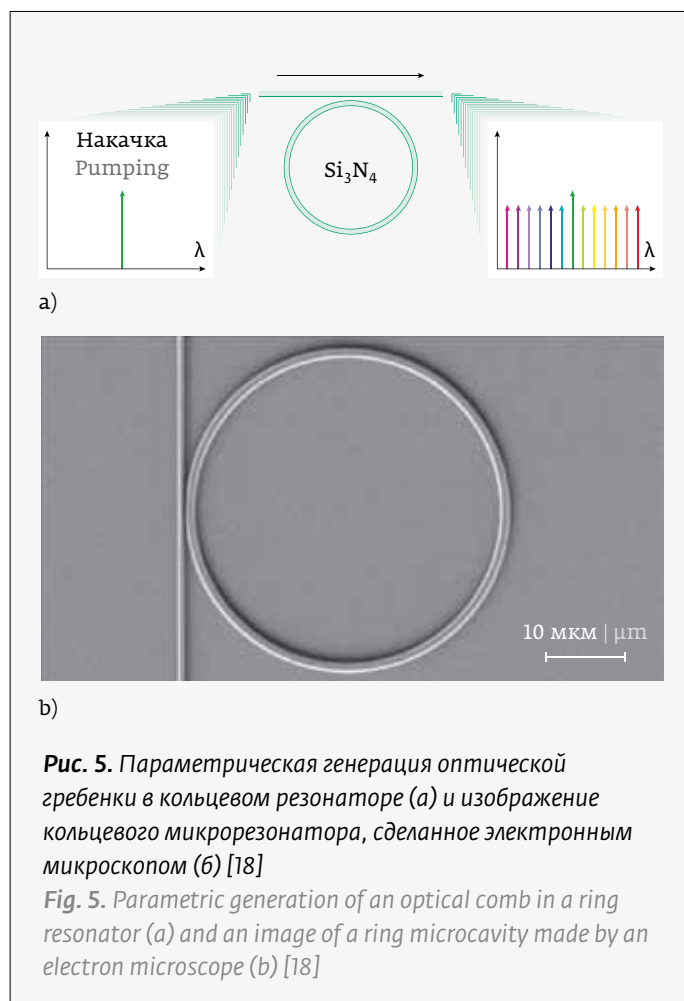 Накачка
Pumping
λ
Si₃N₄
λ
a)
10 мкм | µm
b)
Рис. 5. Параметрическая генерация оптической
гребенки в кольцевом резонаторе (а) и изображение
кольцевого микрорезонатора, сделанное электронным
микроскопом (б) [18]
Fig. 5. Parametric generation of an optical comb in a ring
resonator (a) and an image of a ring microcavity made by an
electron microscope (b) [18]